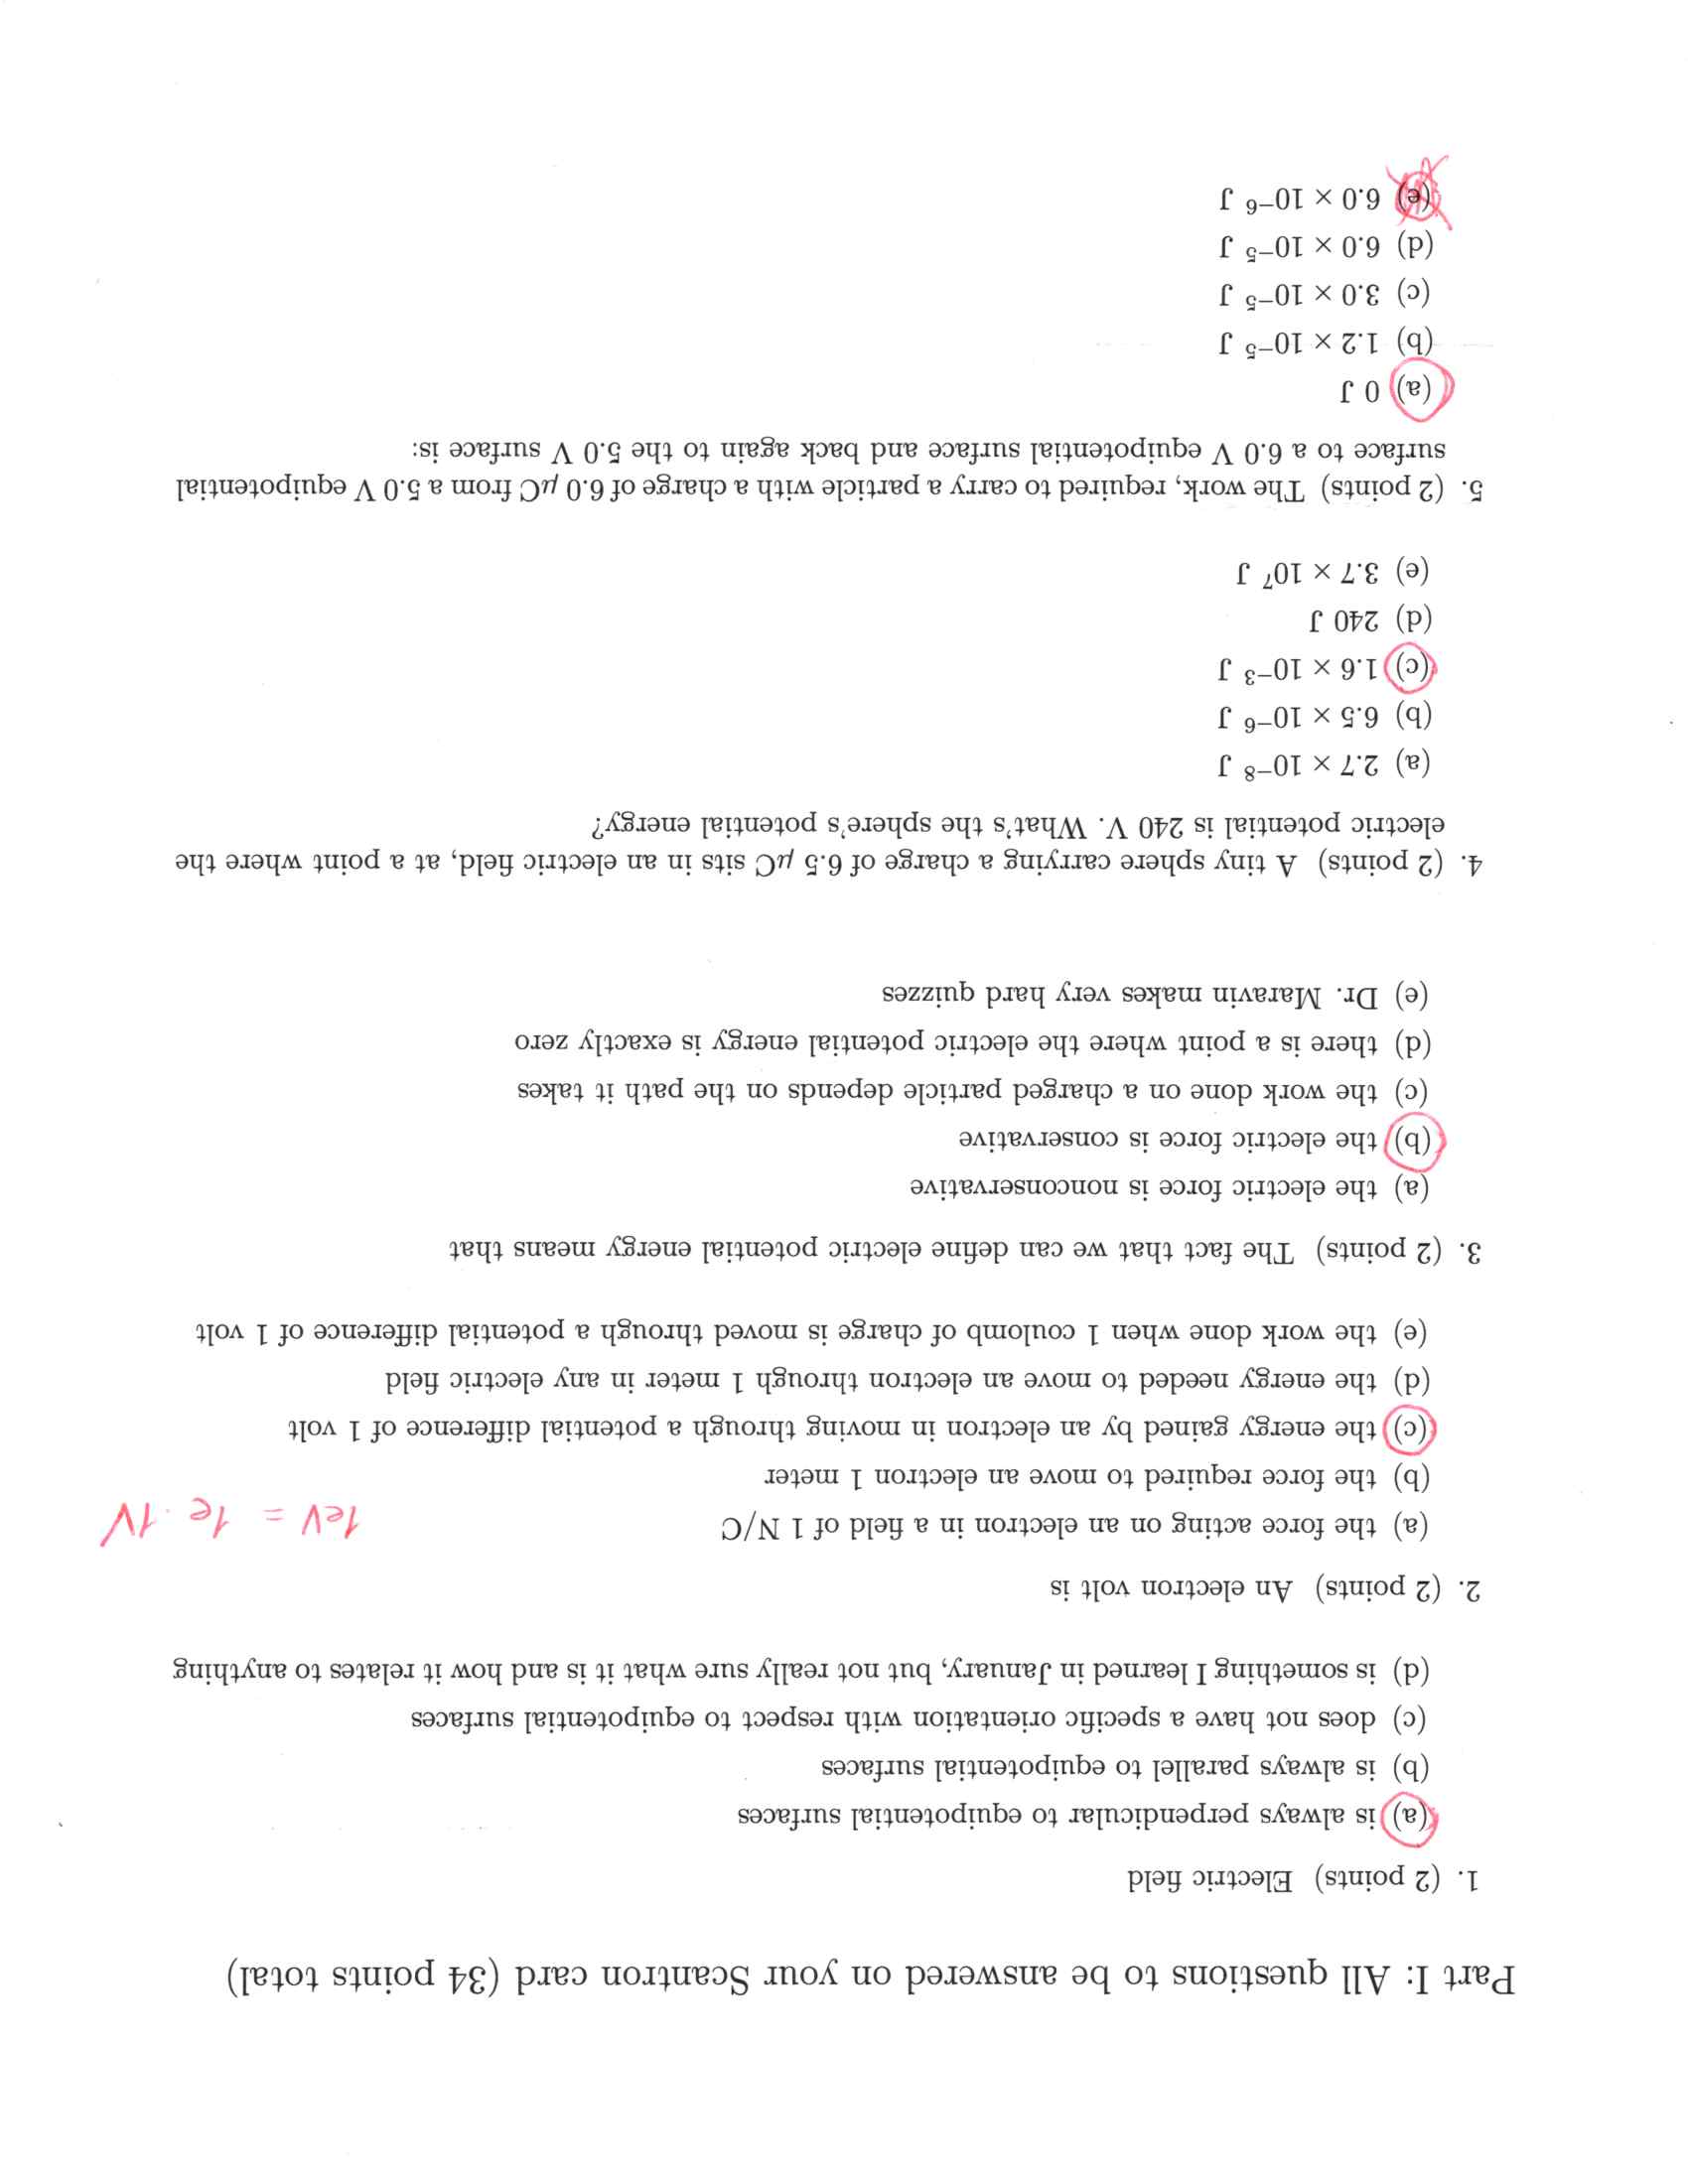 Part I: All questions to be answered on your Scantron card (34 points total)
1. (2 points) Electric field
(a) is always perpendicular to equipotential surfaces
(b) is always parallel to equipotential surfaces
(c) does not have a specific orientation with respect to equipotential surfaces
(d) is something I learned in January, but not really sure what it is and how it relates to anything
2. (2 points) An electron volt is
(a) the force acting on an electron in a field of 1 N/C
1eV = 1e · 1V
(b) the force required to move an electron 1 meter
(c) the energy gained by an electron in moving through a potential difference of 1 volt
(d) the energy needed to move an electron through 1 meter in any electric field
(e) the work done when 1 coulomb of charge is moved through a potential difference of 1 volt
3. (2 points) The fact that we can define electric potential energy means that
(a) the electric force is nonconservative
(b) the electric force is conservative
(c) the work done on a charged particle depends on the path it takes
(d) there is a point where the electric potential energy is exactly zero
(e) Dr. Maravin makes very hard quizzes
4. (2 points) A tiny sphere carrying a charge of 6.5 μC sits in an electric field, at a point where the
electric potential is 240 V. What's the sphere's potential energy?
(a) 2.7 × 10⁻⁸ J
(b) 6.5 × 10⁻⁶ J
(c) 1.6 × 10⁻³ J
(d) 240 J
(e) 3.7 × 10⁷ J
5. (2 points) The work, required to carry a particle with a charge of 6.0 μC from a 5.0 V equipotential
surface to a 6.0 V equipotential surface and back again to the 5.0 V surface is:
(a) 0 J
(b) 1.2 × 10⁻⁵ J
(c) 3.0 × 10⁻⁵ J
(d) 6.0 × 10⁻⁵ J
(e) 6.0 × 10⁻⁶ J